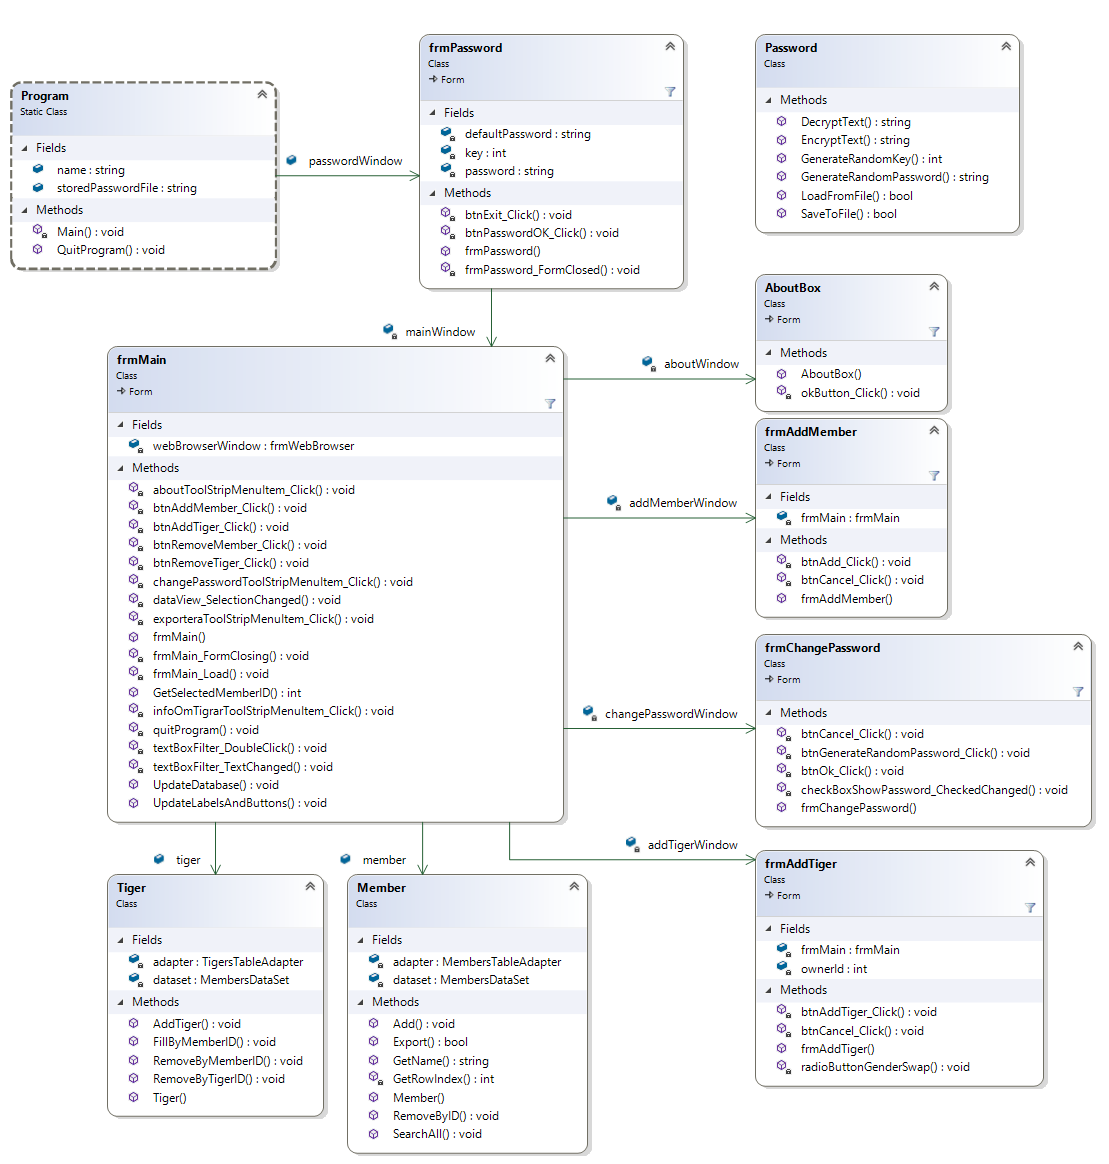 Program
Static Class
Fields
name : string
storedPasswordFile : string
Methods
Main() : void
QuitProgram() : void
passwordWindow
frmPassword
Class
Form
Fields
defaultPassword : string
key : int
password : string
Methods
btnExit_Click() : void
btnPasswordOK_Click() : void
frmPassword()
frmPassword_FormClosed() : void
Password
Class
Methods
DecryptText() : string
EncryptText() : string
GenerateRandomKey() : int
GenerateRandomPassword() : string
LoadFromFile() : bool
SaveToFile() : bool
mainWindow
frmMain
Class
Form
Fields
webBrowserWindow : frmWebBrowser
Methods
aboutToolStripMenuItem_Click() : void
btnAddMember_Click() : void
btnAddTiger_Click() : void
btnRemoveMember_Click() : void
btnRemoveTiger_Click() : void
changePasswordToolStripMenuItem_Click() : void
dataView_SelectionChanged() : void
exporteraToolStripMenuItem_Click() : void
frmMain()
frmMain_FormClosing() : void
frmMain_Load() : void
GetSelectedMemberID() : int
infoOmTigrarToolStripMenuItem_Click() : void
quitProgram() : void
textBoxFilter_DoubleClick() : void
textBoxFilter_TextChanged() : void
UpdateDatabase() : void
UpdateLabelsAndButtons() : void
aboutWindow
AboutBox
Class
Form
Methods
AboutBox()
okButton_Click() : void
addMemberWindow
frmAddMember
Class
Form
Fields
frmMain : frmMain
Methods
btnAdd_Click() : void
btnCancel_Click() : void
frmAddMember()
changePasswordWindow
frmChangePassword
Class
Form
Methods
btnCancel_Click() : void
btnGenerateRandomPassword_Click() : void
btnOk_Click() : void
checkBoxShowPassword_CheckedChanged() : void
frmChangePassword()
tiger
Tiger
Class
Fields
adapter : TigersTableAdapter
dataset : MembersDataSet
Methods
AddTiger() : void
FillByMemberID() : void
RemoveByMemberID() : void
RemoveByTigerID() : void
Tiger()
member
Member
Class
Fields
adapter : MembersTableAdapter
dataset : MembersDataSet
Methods
Add() : void
Export() : bool
GetName() : string
GetRowIndex() : int
Member()
RemoveByID() : void
SearchAll() : void
addTigerWindow
frmAddTiger
Class
Form
Fields
frmMain : frmMain
ownerId : int
Methods
btnAddTiger_Click() : void
btnCancel_Click() : void
frmAddTiger()
radioButtonGenderSwap() : void